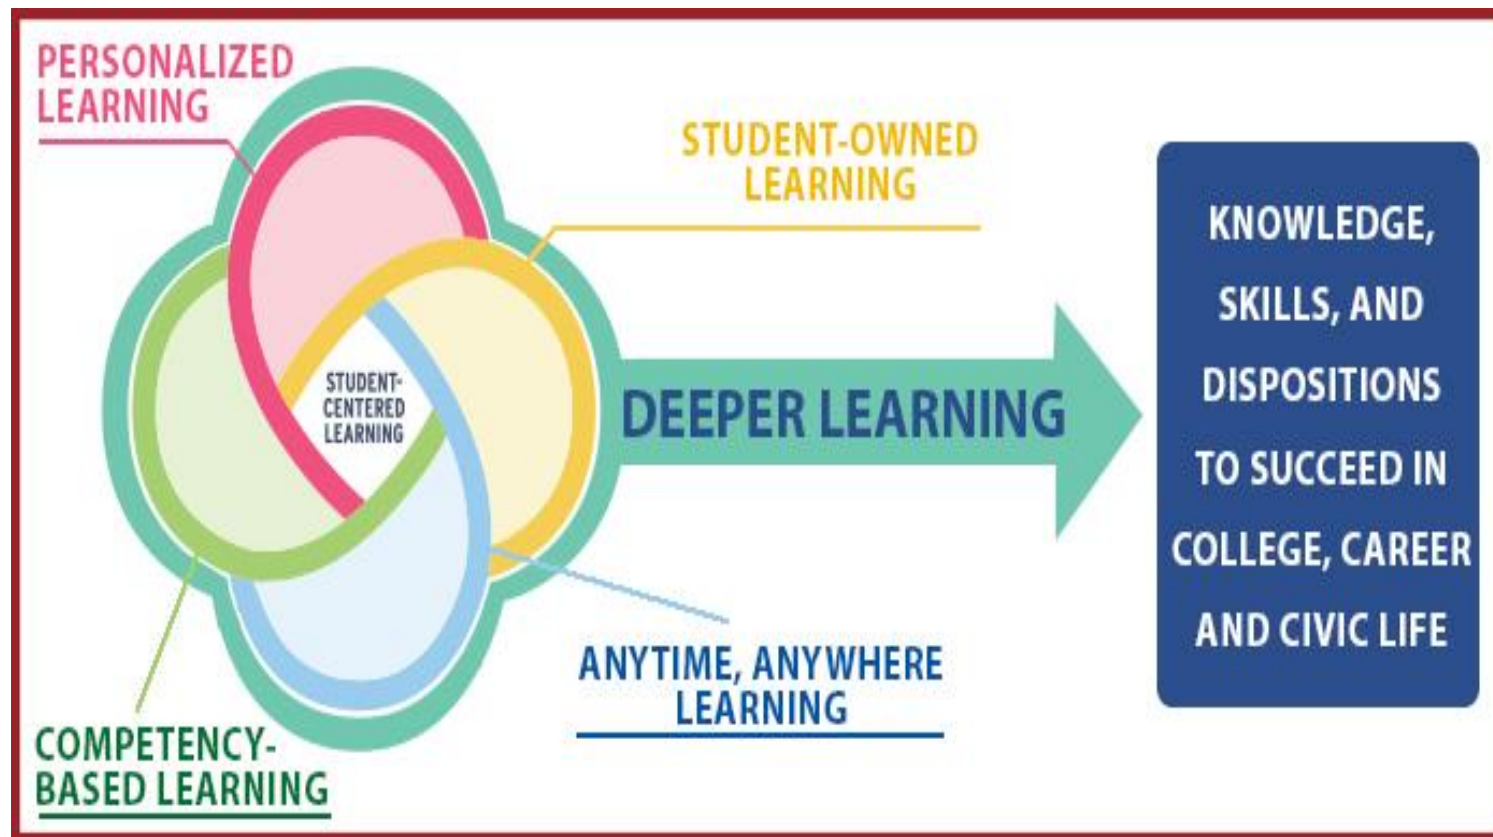 PERSONALIZED
LEARNING
STUDENT-OWNED
LEARNING
STUDENT-
CENTERED
LEARNING
DEEPER LEARNING
KNOWLEDGE,
SKILLS, AND
DISPOSITIONS
TO SUCCEED IN
COLLEGE, CAREER
AND CIVIC LIFE
ANYTIME, ANYWHERE
LEARNING
COMPETENCY-
BASED LEARNING